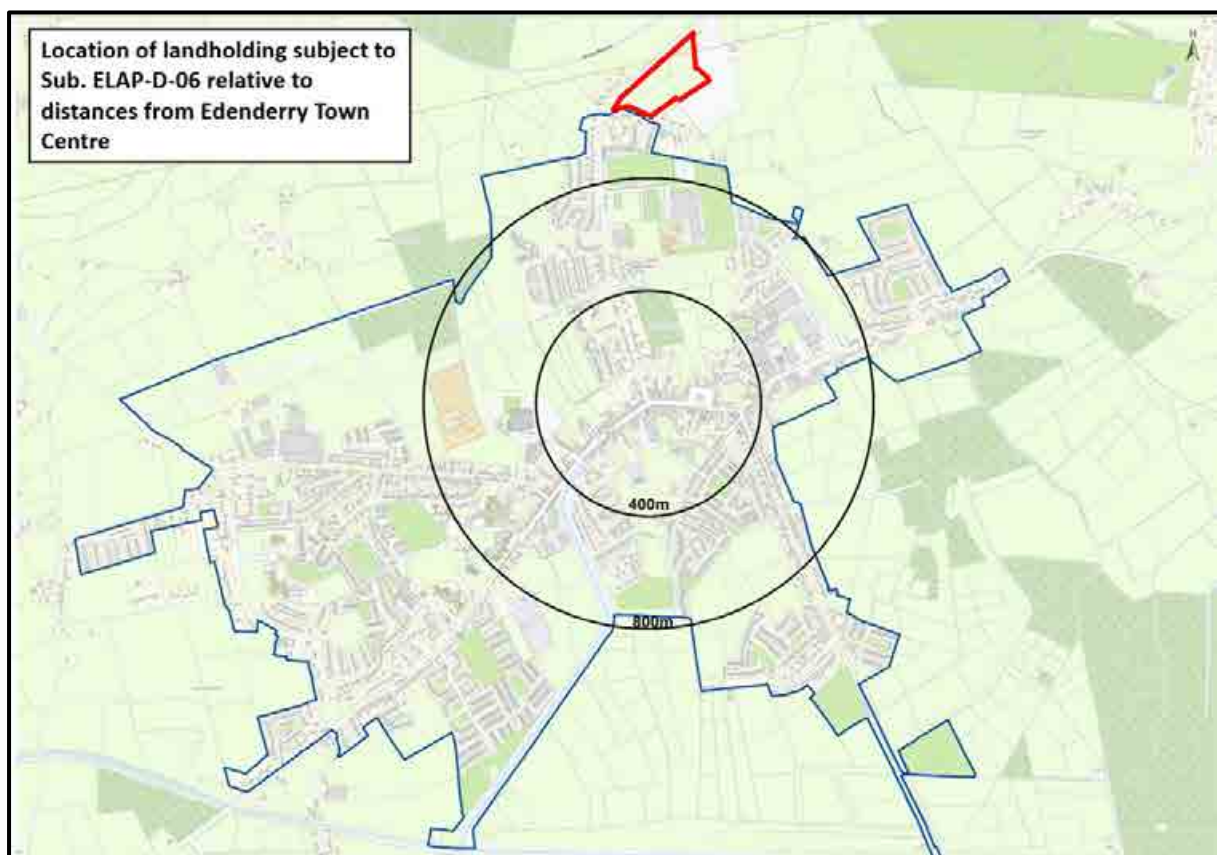 Location of landholding subject to
Sub. ELAP-D-06 relative to
distances from Edenderry Town
Centre
N
400m
800m